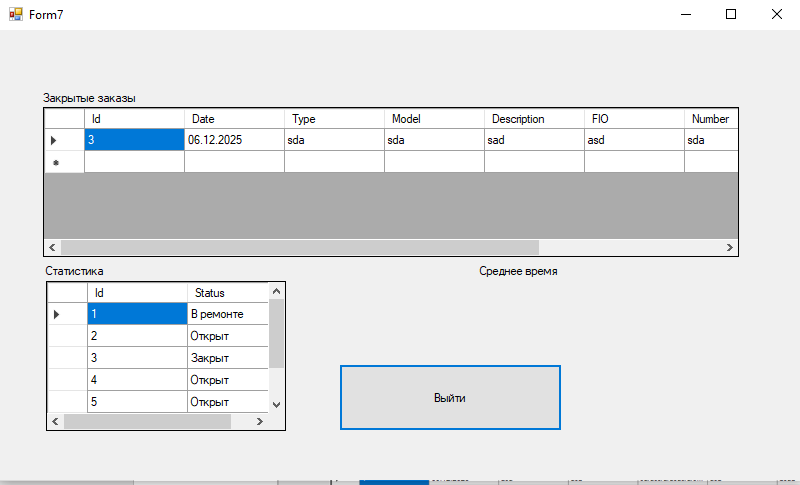 Form7
Закрытые заказы
Id Date Type Model Description FIO Number
3 06.12.2025 sda sda sad asd sda
Статистика Среднее время
Id Status
1 В ремонте
2 Открыт
3 Закрыт
4 Открыт
5 Открыт
Выйти